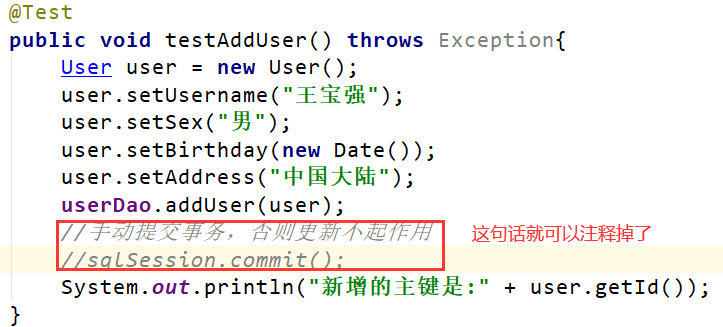 @Test
public void testAddUser() throws Exception{
User user = new User();
user.setUsername("王宝强");
user.setSex("男");
user.setBirthday(new Date());
user.setAddress("中国大陆");
userDao.addUser(user);
//手动提交事务，否则更新不起作用 这句话就可以注释掉了
//sqlSession.commit();
System.out.println("新增的主键是:" + user.getId());
}